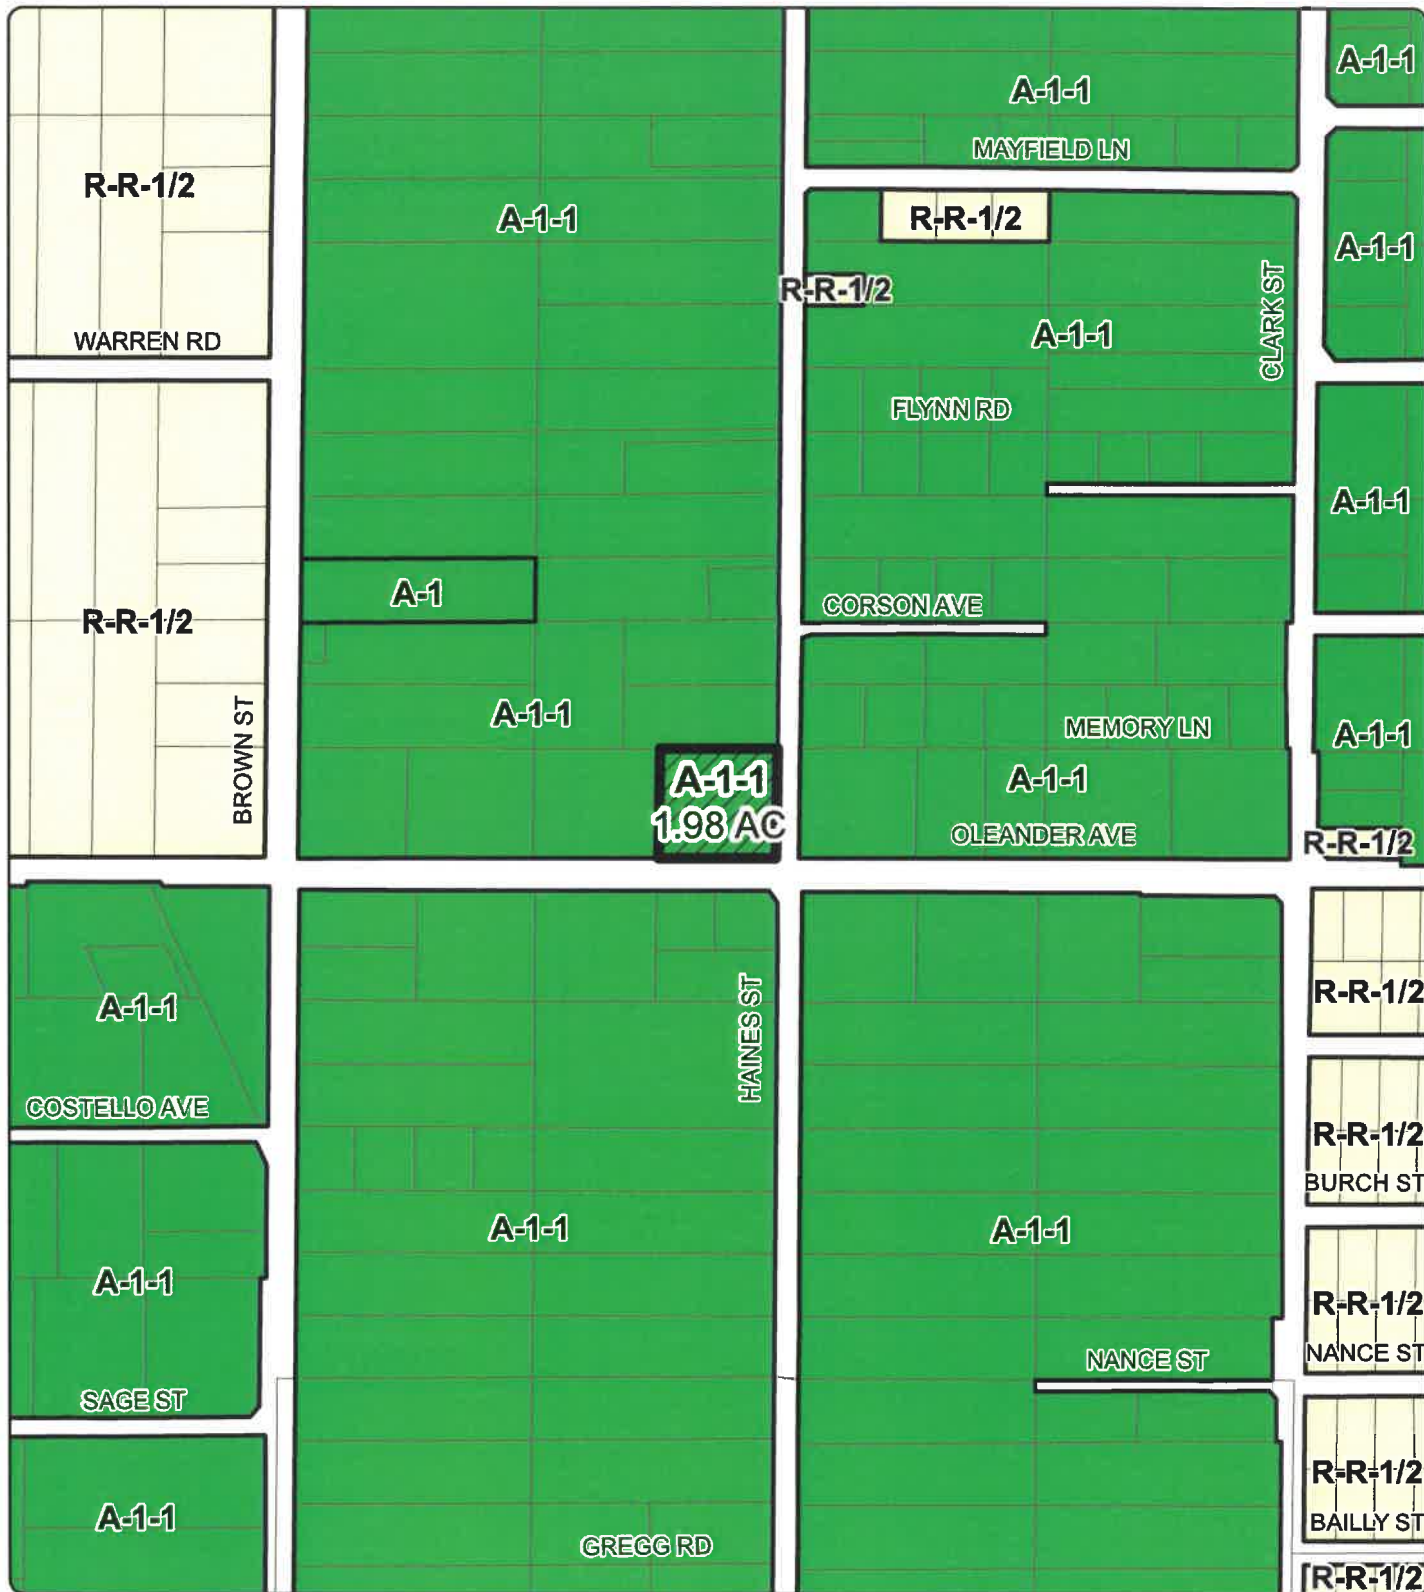 A-1-1
A-1-1
MAYFIELD LN
R-R-1/2
A-1-1
R-R-1/2
A-1-1
R-R-1/2
CLARK ST
A-1-1
WARREN RD
FLYNN RD
A-1-1
A-1
CORSON AVE
R-R-1/2
BROWN ST
A-1-1
MEMORY LN
A-1-1
A-1-1
1.98 AC
A-1-1
OLEANDER AVE
R-R-1/2
A-1-1
HAINES ST
R-R-1/2
COSTELLO AVE
R-R-1/2
BURCH ST
A-1-1
A-1-1
A-1-1
R-R-1/2
NANCE ST
NANCE ST
SAGE ST
R-R-1/2
A-1-1
BAILLY ST
GREGG RD
R-R-1/2